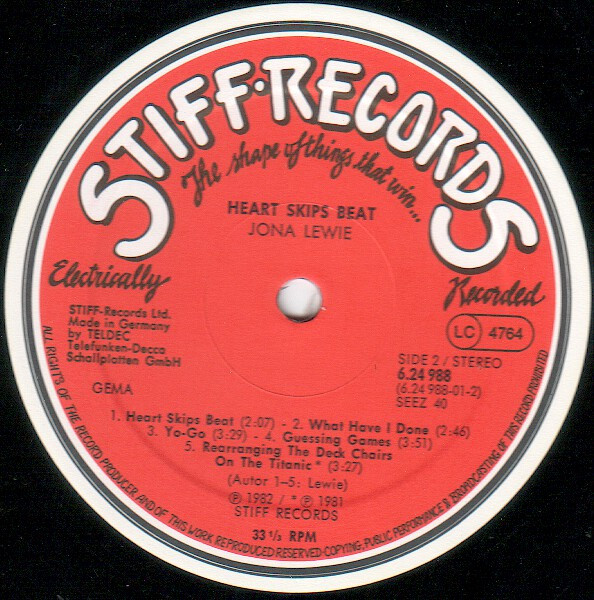 STIFF·RECORDS
The shape of things that win...
HEART SKIPS BEAT
JONA LEWIE
Electrically
Recorded
STIFF-Records Ltd.
Made in Germany
by TELDEC
Telefunken-Decca
Schallplatten GmbH
GEMA
LC 4764
SIDE 2 / STEREO
6.24 988
(6.24 988-01-2)
SEEZ 40
1. Heart Skips Beat (2:07) - 2. What Have I Done (2:46)
3. Yo-Go (3:29) - 4. Guessing Games (3:51)
5. Rearranging The Deck Chairs
On The Titanic* (3:27)
(Autor 1–5: Lewie)
℗ 1982 / * ℗ 1981
STIFF RECORDS
33 1/3 RPM
ALL RIGHTS OF THE RECORD PRODUCER AND OF THIS WORK REPRODUCED RESERVED·COPYING, PUBLIC PERFORMANCE & BROADCASTING OF THIS RECORD PROHIBITED